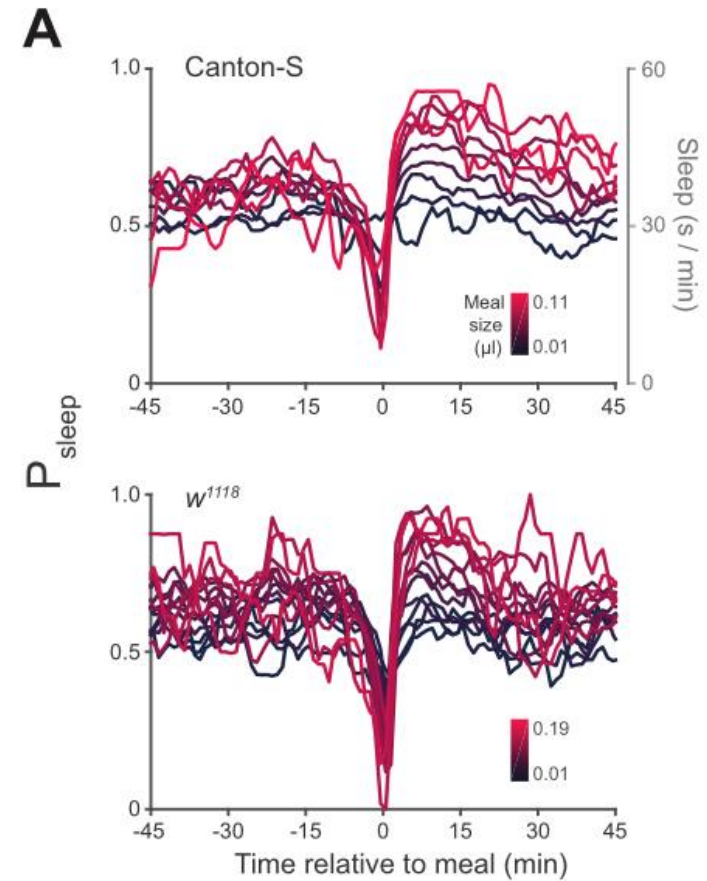 A
Canton-S
1.0
0.5
0
60
30
0
Sleep (s / min)
Meal
size
(µl)
0.11
0.01
-45 -30 -15 0 15 30 45
P sleep
w1118
1.0
0.5
0
0.19
0.01
-45 -30 -15 0 15 30 45
Time relative to meal (min)